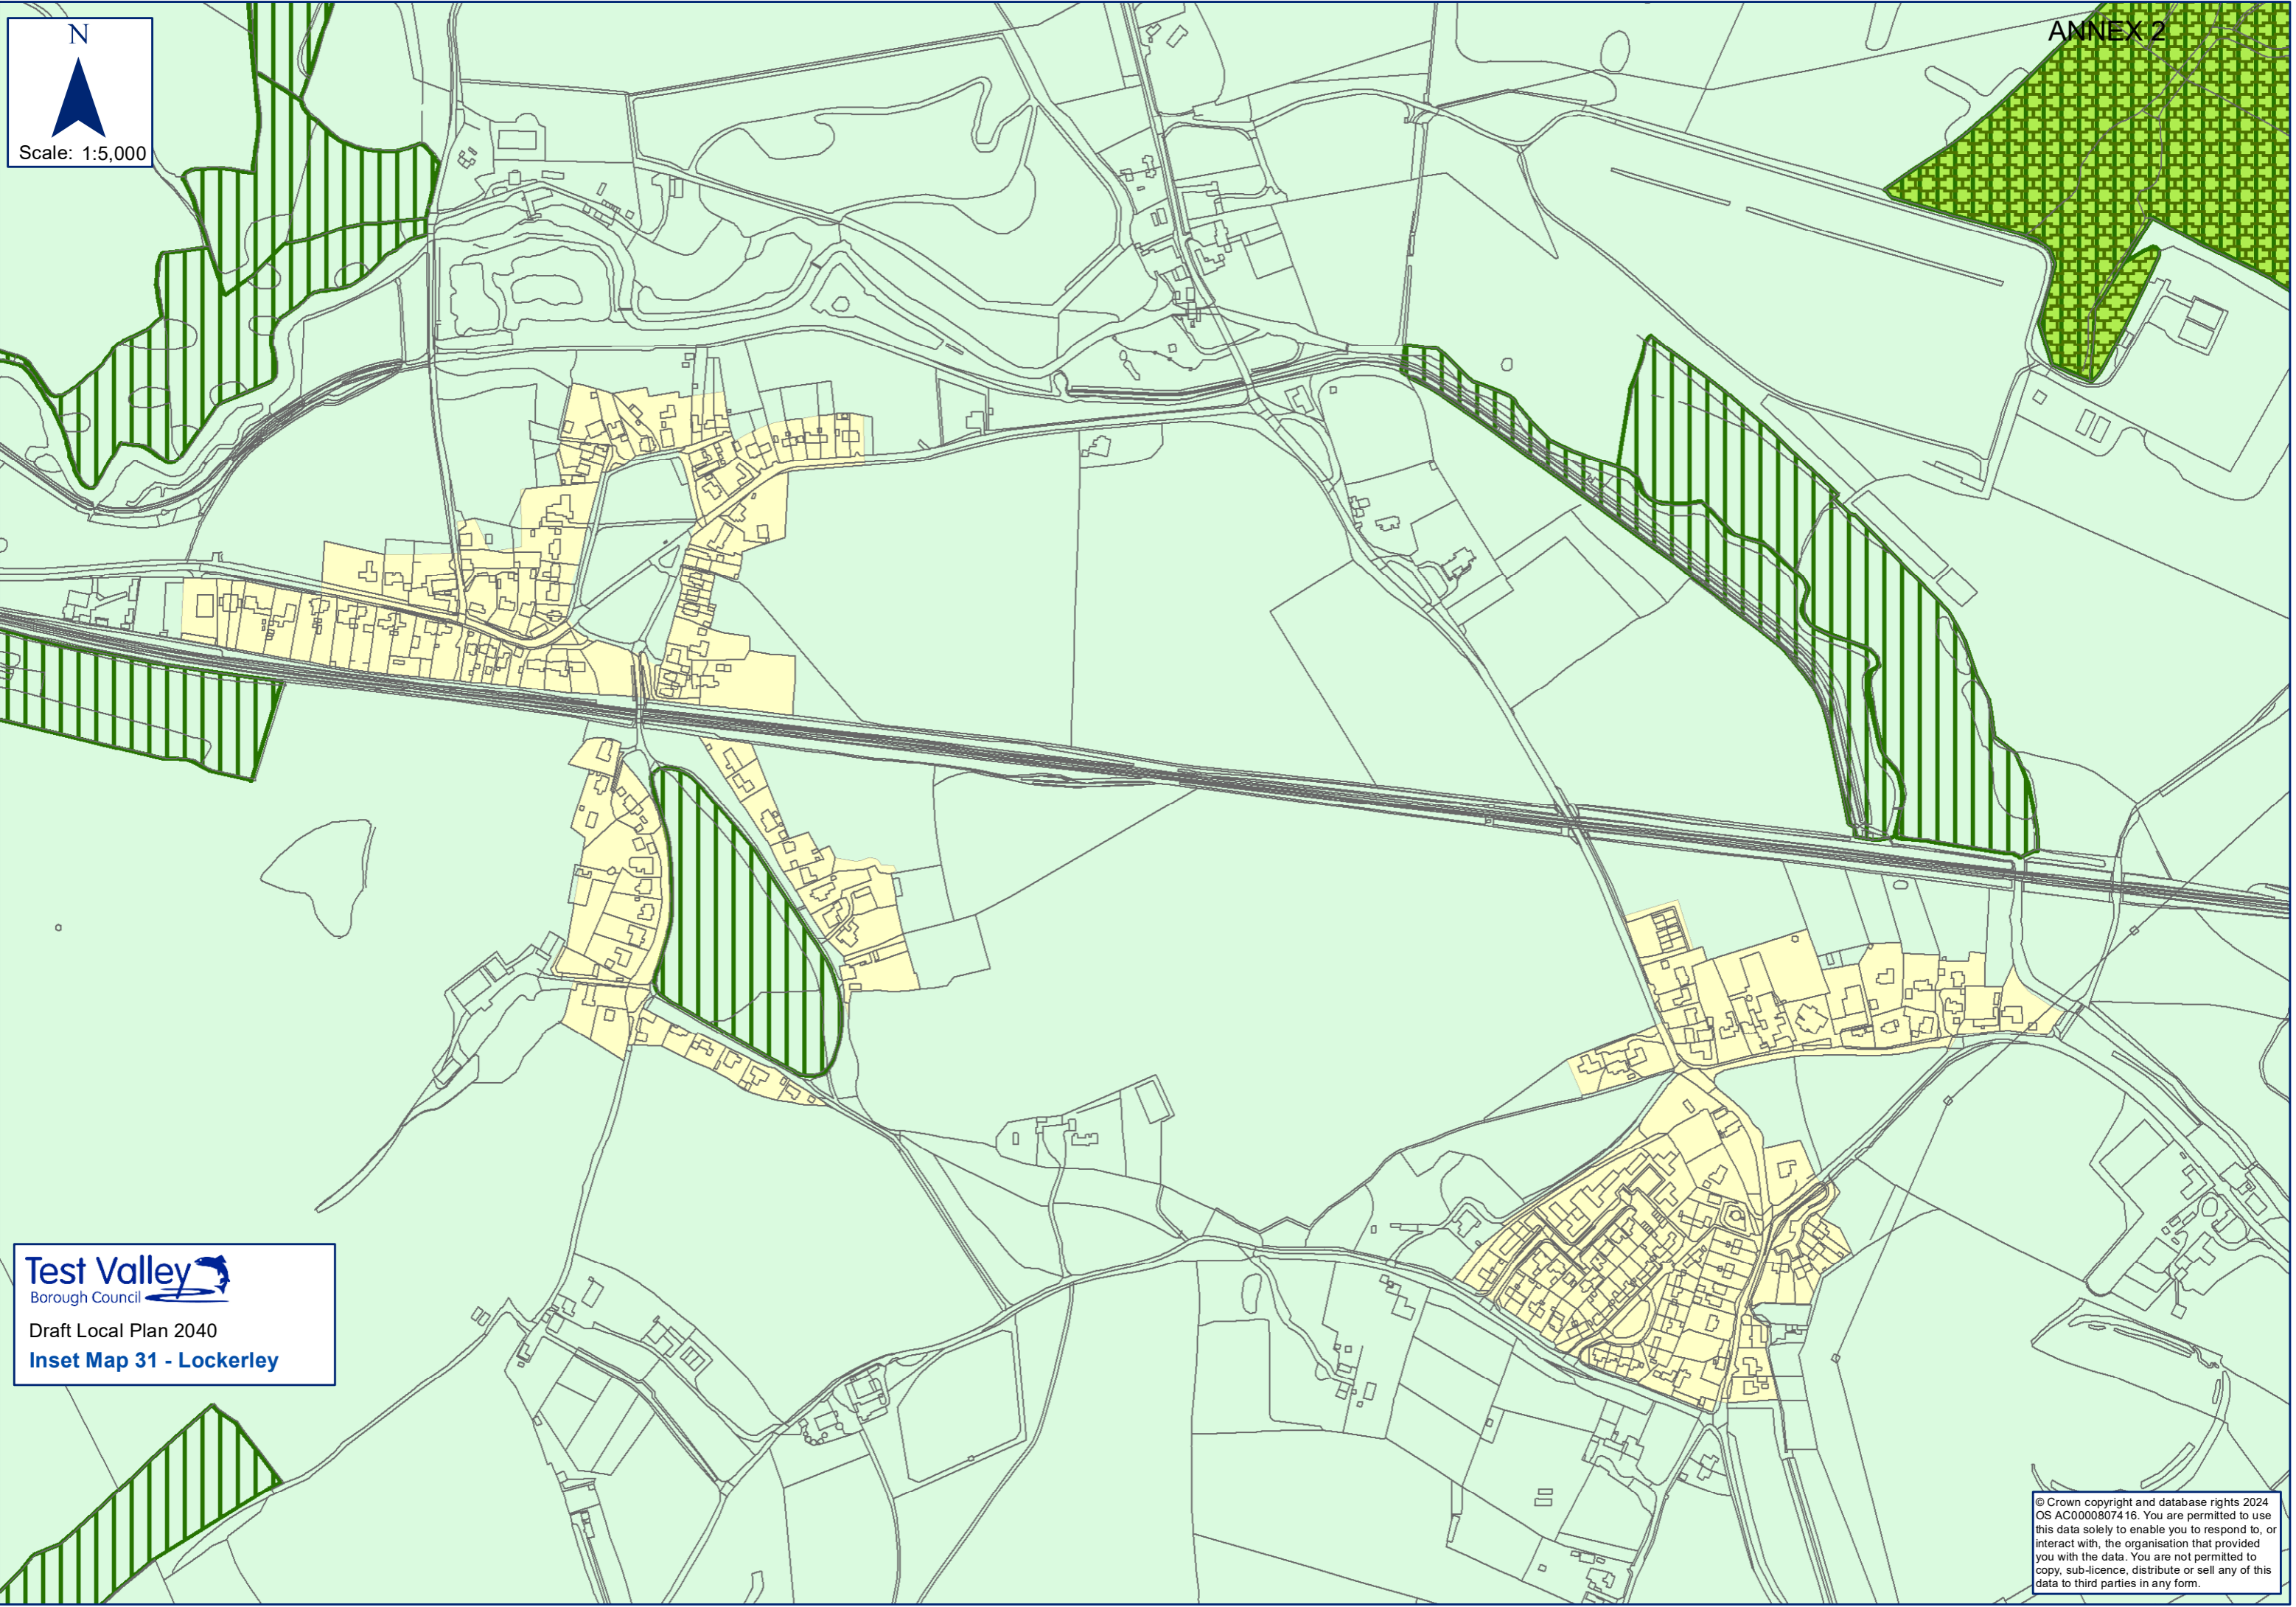 N
Scale: 1:5,000
ANNEX 2
Test Valley
Borough Council
Draft Local Plan 2040
Inset Map 31 - Lockerley
© Crown copyright and database rights 2024
OS AC0000807416. You are permitted to use
this data solely to enable you to respond to, or
interact with, the organisation that provided
you with the data. You are not permitted to
copy, sub-licence, distribute or sell any of this
data to third parties in any form.